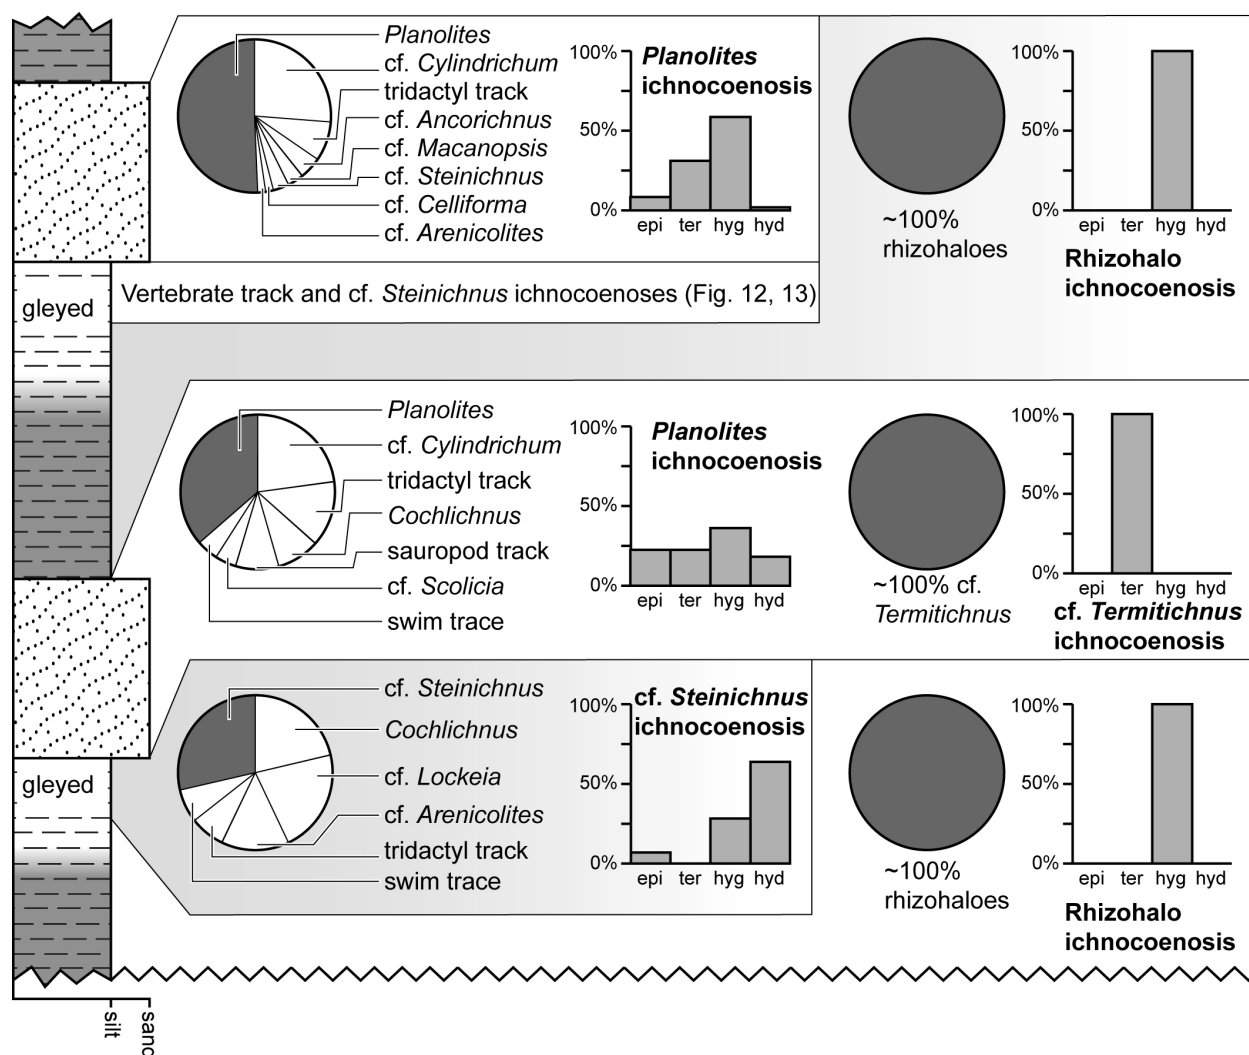 Planolites
cf. Cylindrichum
tridactyl track
cf. Ancorichnus
cf. Macanopsis
cf. Steinichnus
cf. Celliforma
cf. Arenicolites
100%
50%
0%
Planolites
ichnocoenosis
epi ter hyg hyd
~100%
rhizohaloes
100%
50%
0%
epi ter hyg hyd
Rhizohalo
ichnocoenosis
gleyed
Vertebrate track and cf. Steinichnus ichnocoenoses (Fig. 12, 13)
Planolites
cf. Cylindrichum
tridactyl track
Cochlichnus
sauropod track
cf. Scolicia
swim trace
100%
50%
0%
Planolites
ichnocoenosis
epi ter hyg hyd
~100% cf.
Termitichnus
100%
50%
0%
epi ter hyg hyd
cf. Termitichnus
ichnocoenosis
gleyed
cf. Steinichnus
Cochlichnus
cf. Lockeia
cf. Arenicolites
tridactyl track
swim trace
100%
50%
0%
cf. Steinichnus
ichnocoenosis
epi ter hyg hyd
~100%
rhizohaloes
100%
50%
0%
epi ter hyg hyd
Rhizohalo
ichnocoenosis
silt
sand